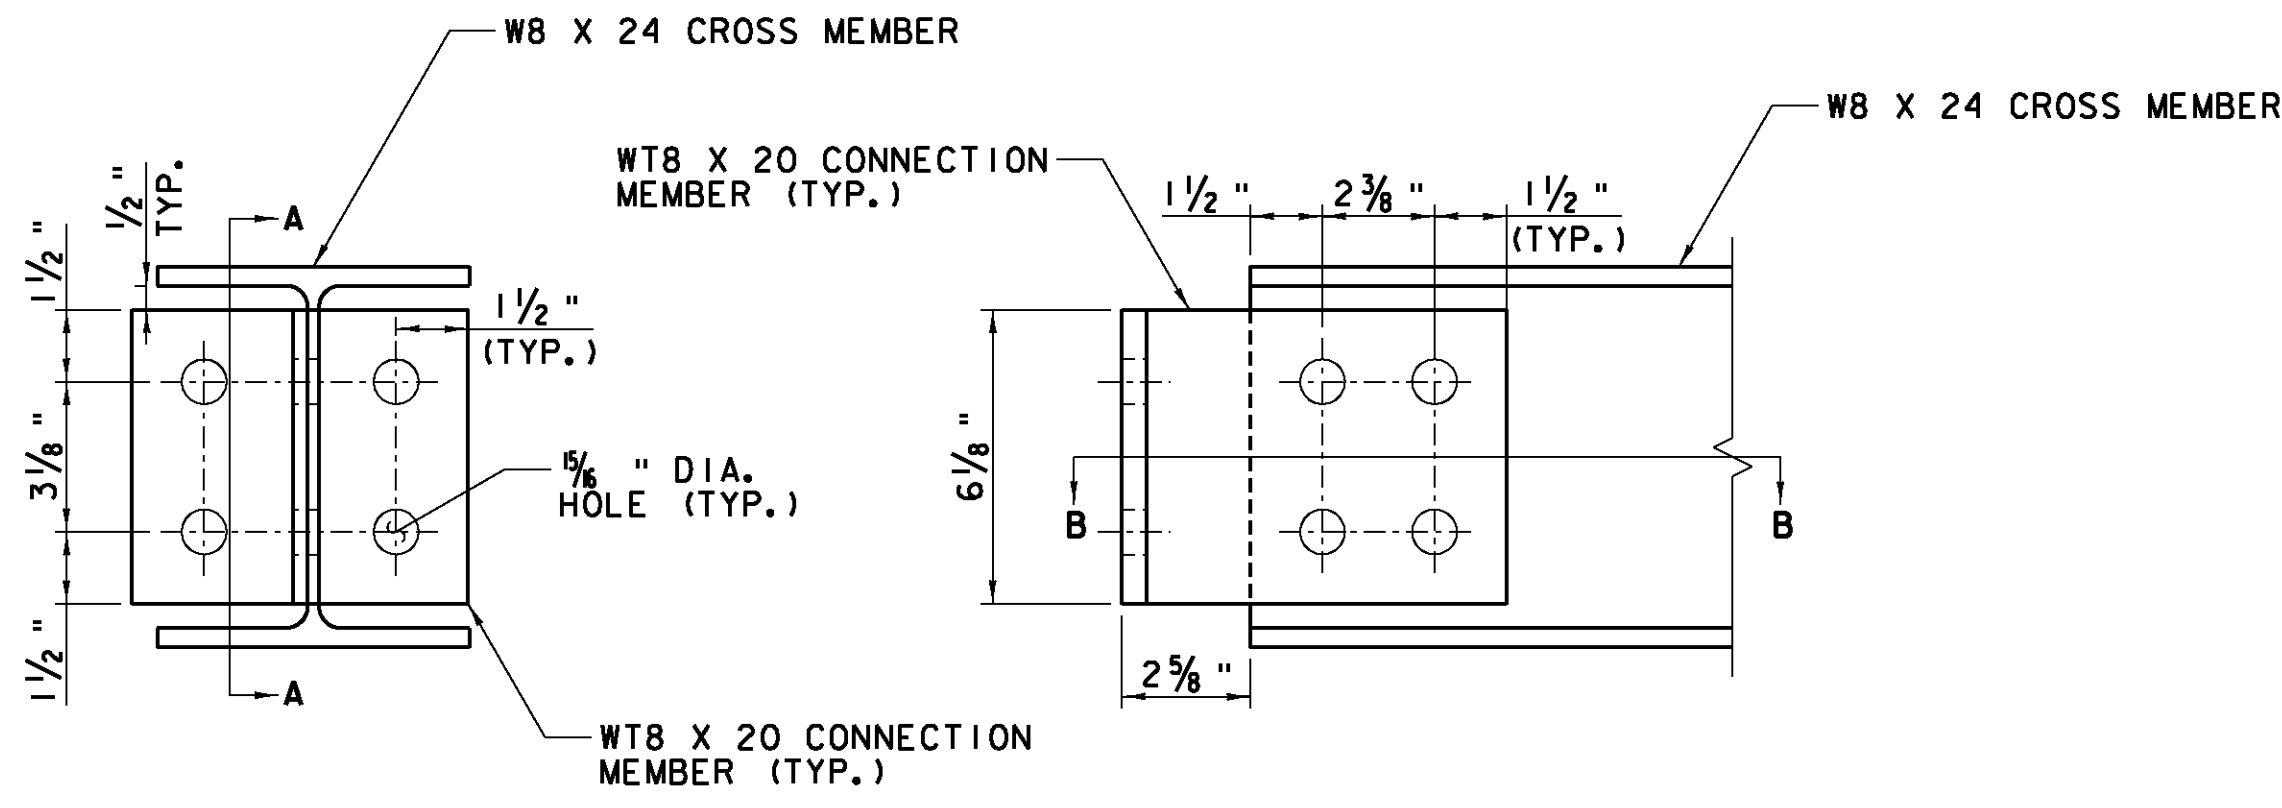 W8 X 24 CROSS MEMBER
W8 X 24 CROSS MEMBER
WT8 X 20 CONNECTION
MEMBER (TYP.)
1/2 "
TYP.
1 1/2 "
2 3/8 "
1 1/2 "
(TYP.)
A
1 1/2 "
1 1/2 "
(TYP.)
3 1/8 "
15/16 " DIA.
HOLE (TYP.)
6 1/8 "
B
B
1 1/2 "
A
2 5/8 "
WT8 X 20 CONNECTION
MEMBER (TYP.)